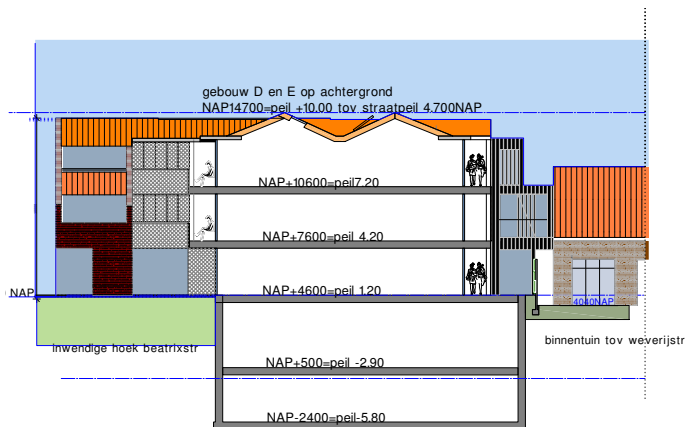 gebouw D en E op achtergrond
NAP14700=peil +10.00 tov straatpeil 4.700NAP
NAP+10600=peil7.20
NAP+7600=peil 4.20
NAP+4600=peil 1.20
NAP
4040NAP
binnentuin tov weverijstr
inwendige hoek beatrixstr
NAP+500=peil -2.90
NAP-2400=peil-5.80